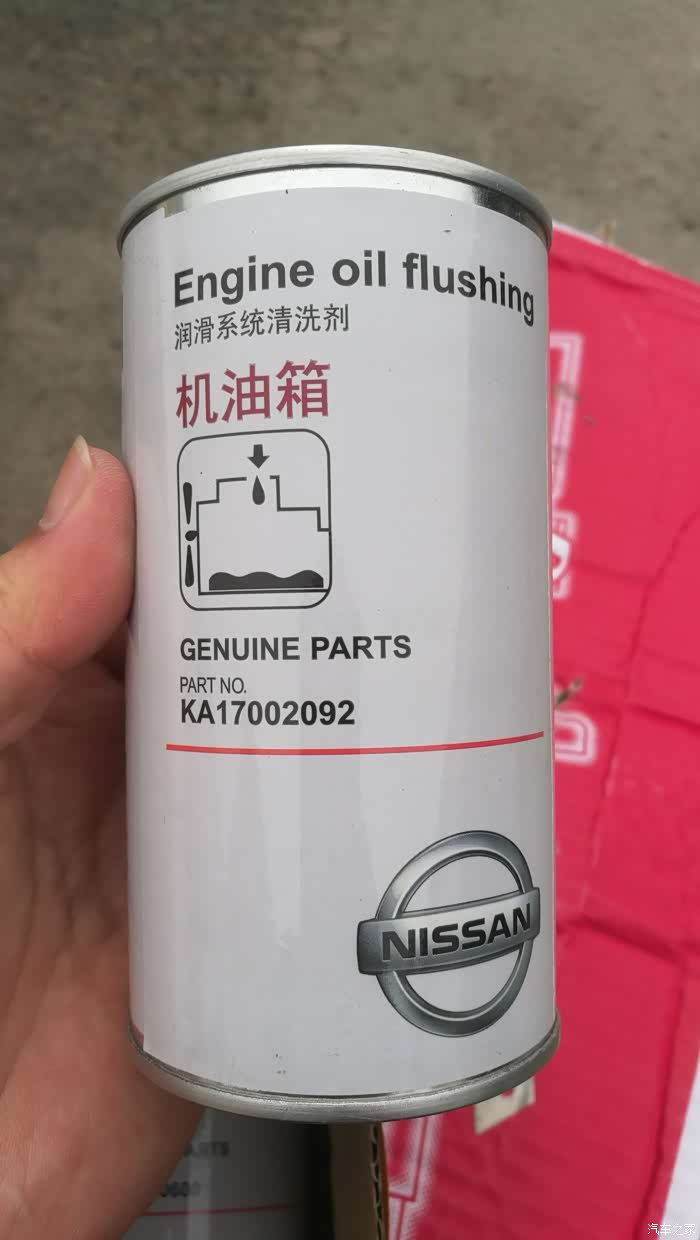 Engine oil flushing
润滑系统清洗剂
机油箱
GENUINE PARTS
PART NO.
KA17002092
NISSAN
汽车之家